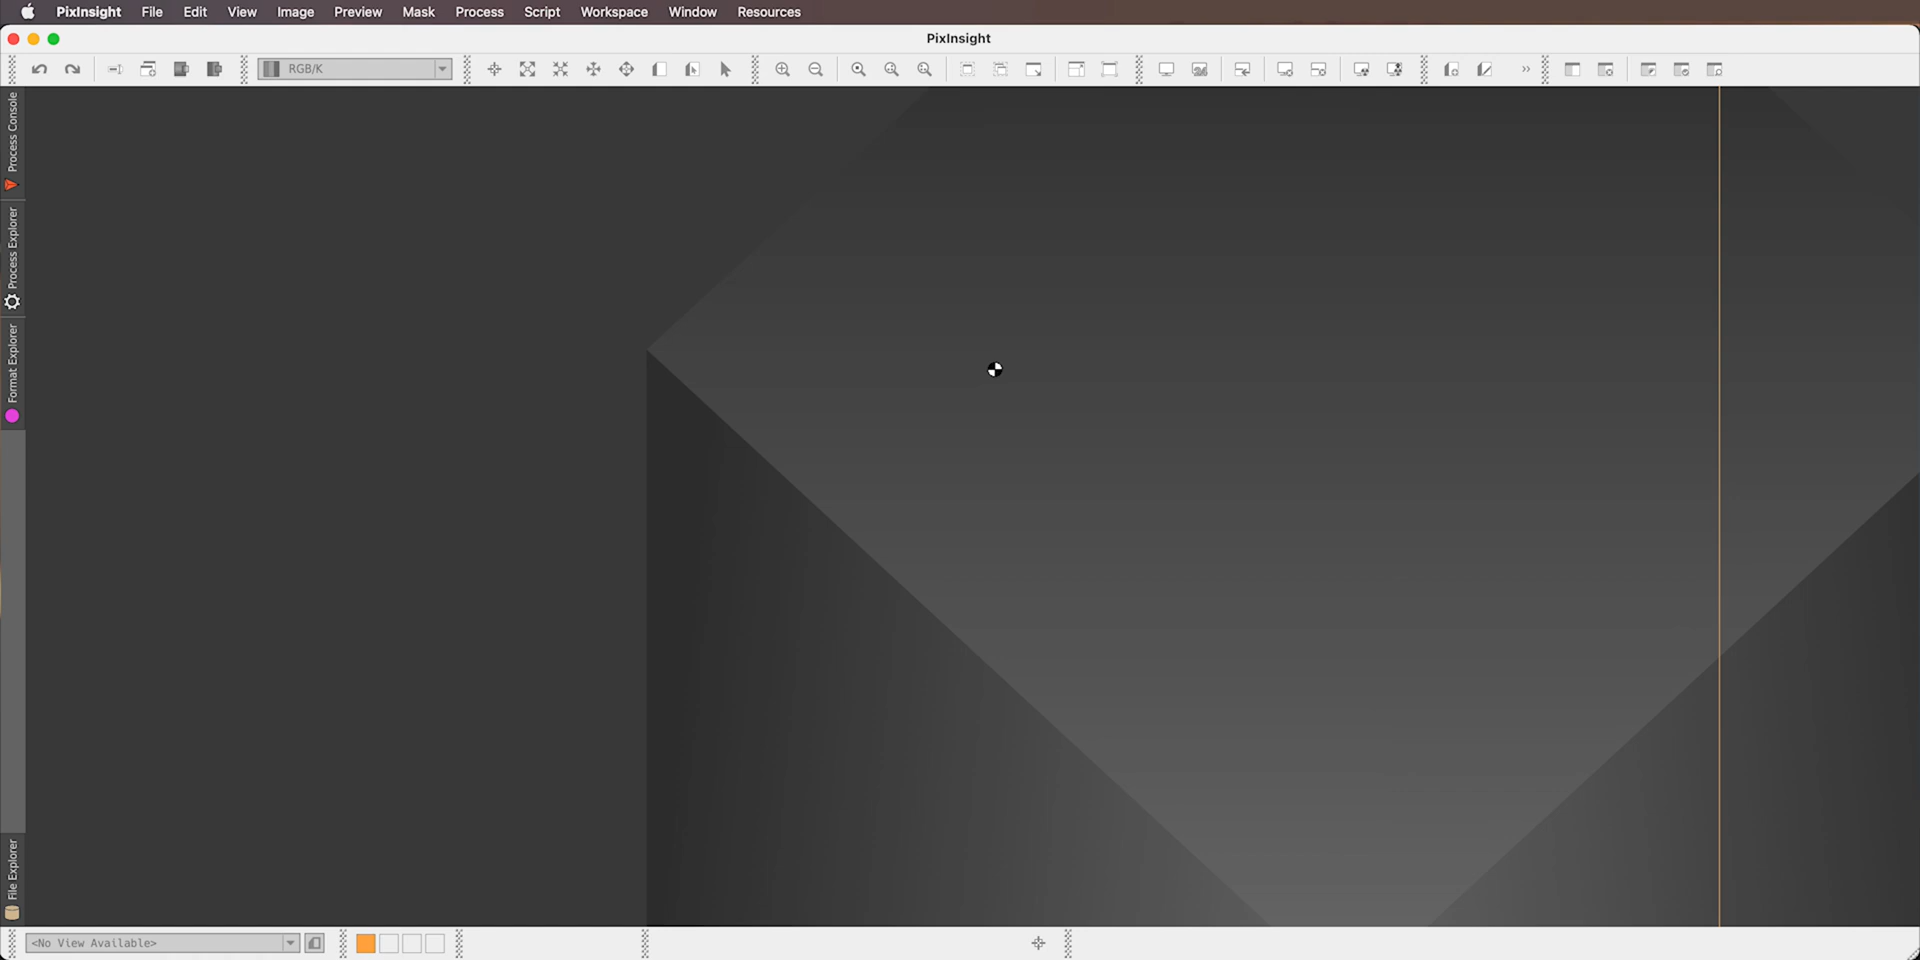 PixInsight File Edit View Image Preview Mask Process Script Workspace Window Resources
PixInsight
RGB/K
Process Console
Process Explorer
Format Explorer
File Explorer
<No View Available>